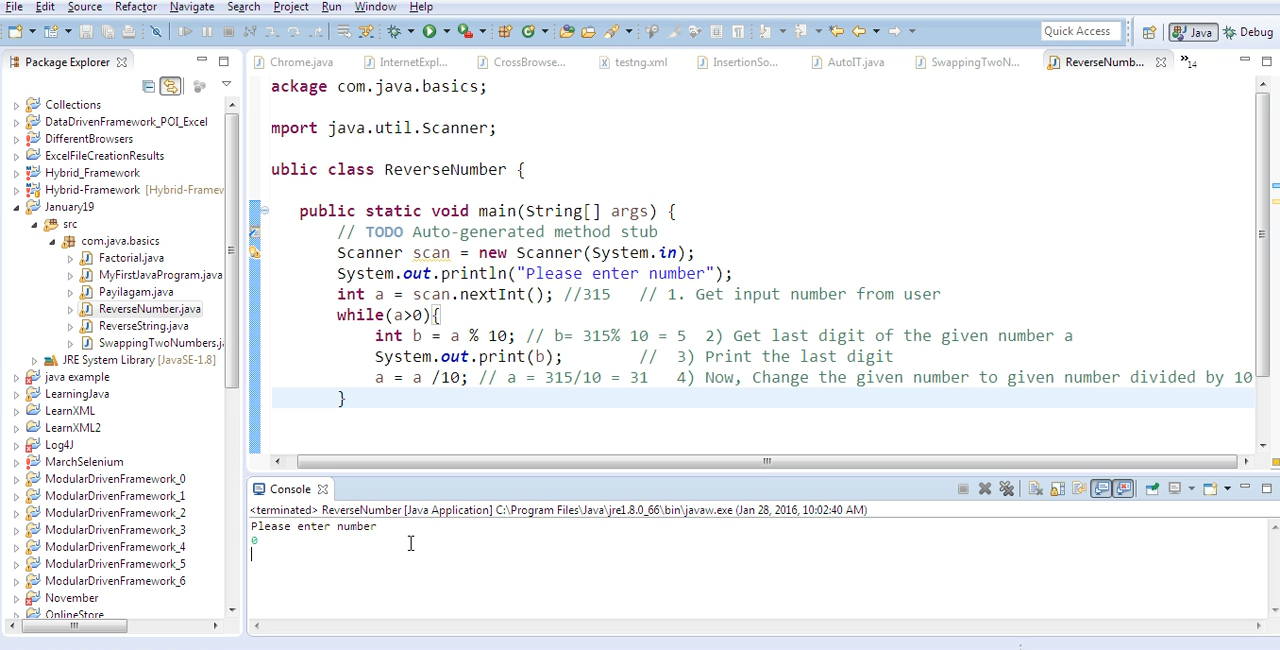 File Edit Source Refactor Navigate Search Project Run Window Help
Quick Access Java Debug
Package Explorer
Chrome.java InternetExpl... CrossBrowse... testng.xml InsertionSo... AutoIT.java SwappingTwoN... ReverseNumb... »14
Collections
DataDrivenFramework_POI_Excel
DifferentBrowsers
ExcelFileCreationResults
Hybrid_Framework
Hybrid-Framework [Hybrid-Framew
January19
src
com.java.basics
Factorial.java
MyFirstJavaProgram.java
Payilagam.java
ReverseNumber.java
ReverseString.java
SwappingTwoNumbers.j
JRE System Library [JavaSE-1.8]
java example
LearningJava
LearnXML
LearnXML2
Log4J
MarchSelenium
ModularDrivenFramework_0
ModularDrivenFramework_1
ModularDrivenFramework_2
ModularDrivenFramework_3
ModularDrivenFramework_4
ModularDrivenFramework_5
ModularDrivenFramework_6
November
OnlineStore
ackage com.java.basics;
mport java.util.Scanner;
ublic class ReverseNumber {
public static void main(String[] args) {
// TODO Auto-generated method stub
Scanner scan = new Scanner(System.in);
System.out.println("Please enter number");
int a = scan.nextInt(); //315 // 1. Get input number from user
while(a>0){
int b = a % 10; // b= 315% 10 = 5 2) Get last digit of the given number a
System.out.print(b); // 3) Print the last digit
a = a /10; // a = 315/10 = 31 4) Now, Change the given number to given number divided by 10
}
Console
<terminated> ReverseNumber [Java Application] C:\Program Files\Java\jre1.8.0_66\bin\javaw.exe (Jan 28, 2016, 10:02:40 AM)
Please enter number
0